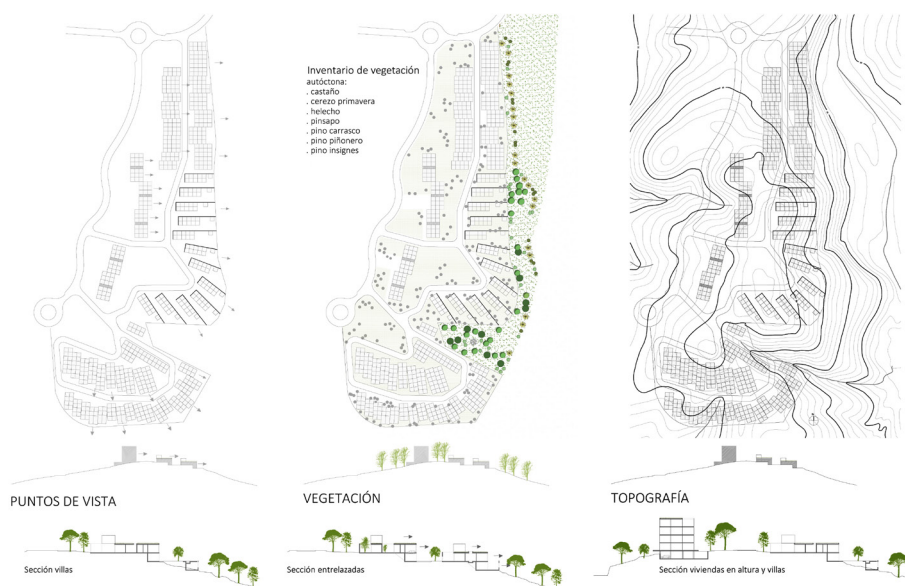 Inventario de vegetación
autóctona:
. castaño
. cerezo primavera
. helecho
. pinsapo
. pino carrasco
. pino piñonero
. pino insignes
PUNTOS DE VISTA
VEGETACIÓN
TOPOGRAFÍA
Sección villas
Sección entrelazadas
Sección viviendas en altura y villas